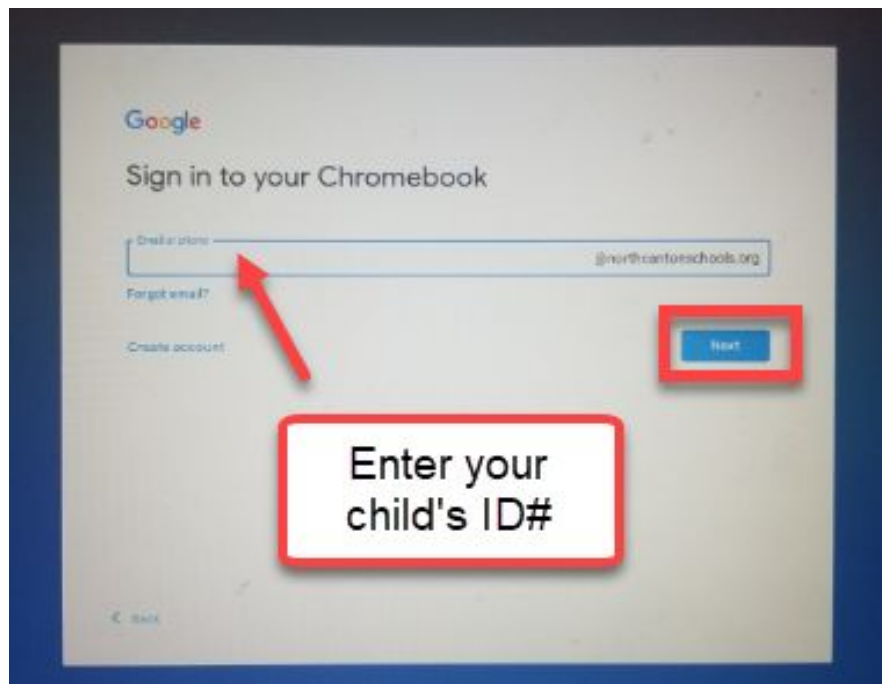 Google
Sign in to your Chromebook
Email or phone
@northcantonschools.org
Forgot email?
Create account
Next
Enter your
child's ID#
Back